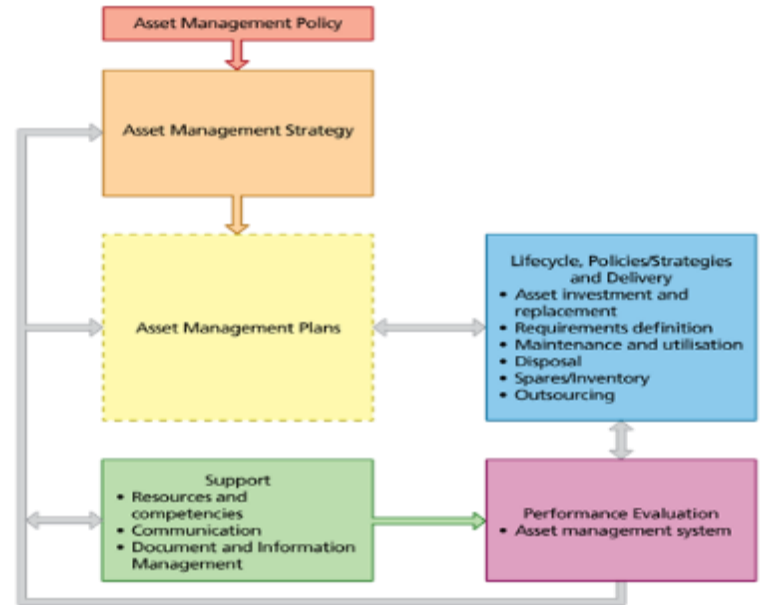 Asset Management Policy
Asset Management Strategy
Asset Management Plans
Lifecycle, Policies/Strategies
and Delivery
• Asset investment and
replacement
• Requirements definition
• Maintenance and utilisation
• Disposal
• Spares/Inventory
• Outsourcing
Support
• Resources and
competencies
• Communication
• Document and Information
Management
Performance Evaluation
• Asset management system